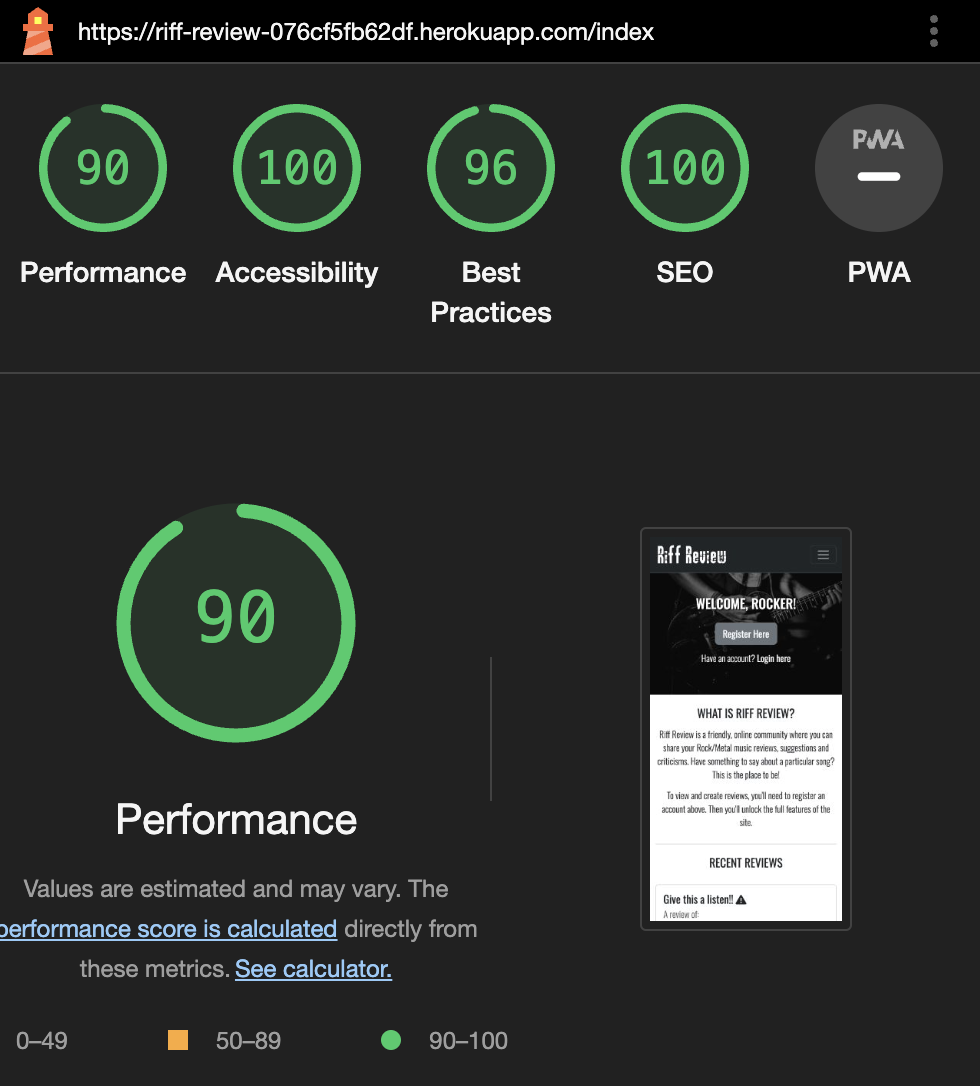 https://riff-review-076cf5fb62df.herokuapp.com/index
90
100
96
100
PWA
Performance
Accessibility
Best
Practices
SEO
PWA
90
Performance
Values are estimated and may vary. The
performance score is calculated directly from
these metrics. See calculator.
0–49
50–89
90–100
Riff Review
WELCOME, ROCKER!
Register Here
Have an account? Login here
WHAT IS RIFF REVIEW?
Riff Review is a friendly, online community where you can
share your Rock/Metal music reviews, suggestions and
criticisms. Have something to say about a particular song?
This is the place to be!
To view and create reviews, you'll need to register an
account above. Then you'll unlock the full features of the
site.
RECENT REVIEWS
Give this a listen!!
A review of: